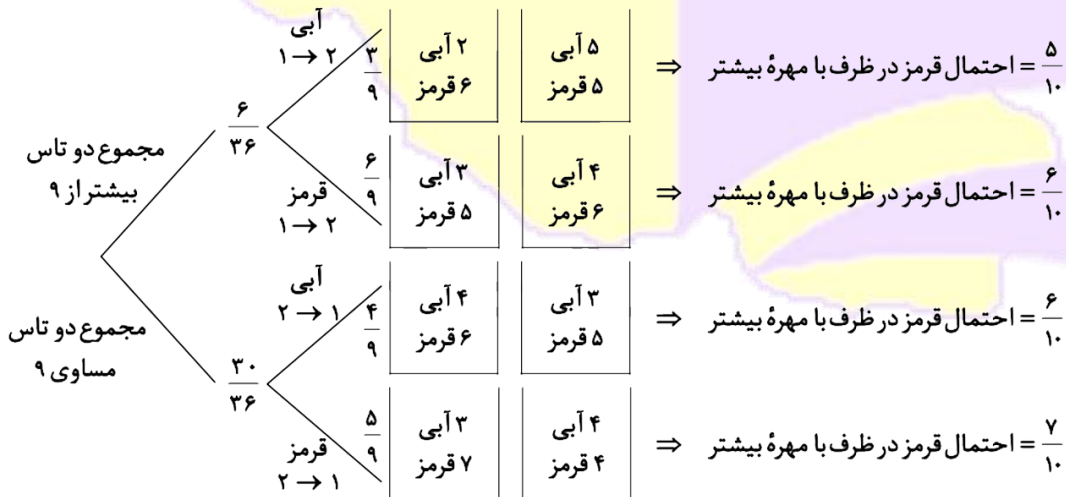 آبی
۱ → ۲
۳/۹
۲ آبی
۶ قرمز
۵ آبی
۵ قرمز
⇒ احتمال قرمز در ظرف با مهرهٔ بیشتر = ۵/۱۰
مجموع دو تاس
بیشتر از ۹
۶/۳۶
قرمز
۱ → ۲
۶/۹
۳ آبی
۵ قرمز
۴ آبی
۶ قرمز
⇒ احتمال قرمز در ظرف با مهرهٔ بیشتر = ۶/۱۰
مجموع دو تاس
مساوی ۹
۳۰/۳۶
آبی
۲ → ۱
۴/۹
۴ آبی
۶ قرمز
۳ آبی
۵ قرمز
⇒ احتمال قرمز در ظرف با مهرهٔ بیشتر = ۶/۱۰
قرمز
۲ → ۱
۵/۹
۳ آبی
۷ قرمز
۴ آبی
۴ قرمز
⇒ احتمال قرمز در ظرف با مهرهٔ بیشتر = ۷/۱۰